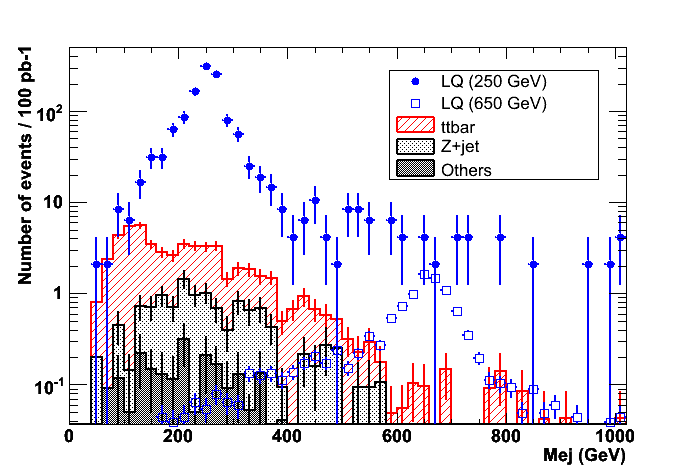 Number of events / 100 pb-1
10²
10
1
10⁻¹
LQ (250 GeV)
LQ (650 GeV)
ttbar
Z+jet
Others
0 200 400 600 800 1000
Mej (GeV)